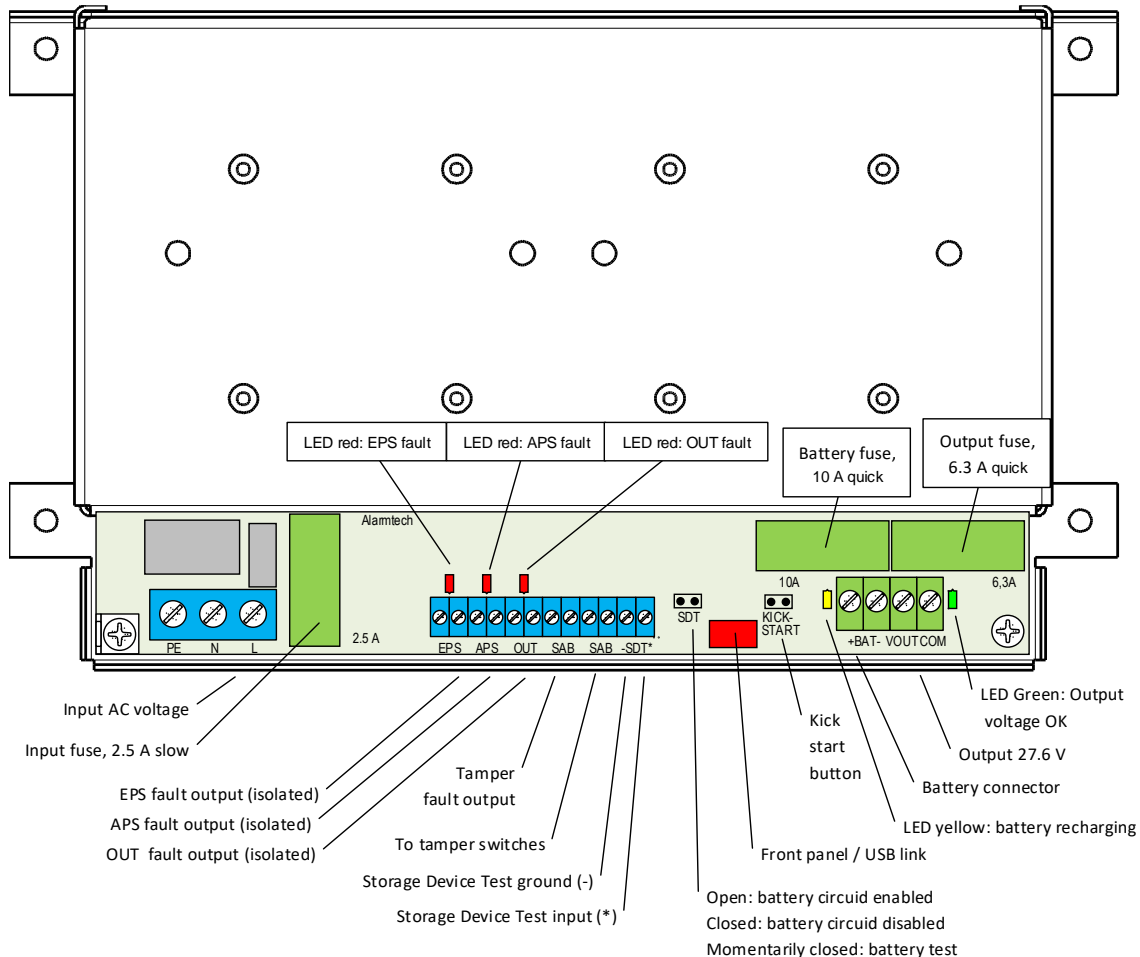 LED red: EPS fault
LED red: APS fault
LED red: OUT fault
Battery fuse,
10 A quick
Output fuse,
6.3 A quick
Alarmtech
10A
6,3A
2.5 A
SDT
KICK-
START
PE
N
L
EPS
APS
OUT
SAB
SAB
-SDT*
+BAT-
VOUT
COM
Input AC voltage
Input fuse, 2.5 A slow
EPS fault output (isolated)
APS fault output (isolated)
OUT fault output (isolated)
Tamper
fault output
To tamper switches
Storage Device Test ground (-)
Storage Device Test input (*)
Kick
start
button
Front panel / USB link
Open: battery circuid enabled
Closed: battery circuid disabled
Momentarily closed: battery test
LED Green: Output
voltage OK
Output 27.6 V
Battery connector
LED yellow: battery recharging